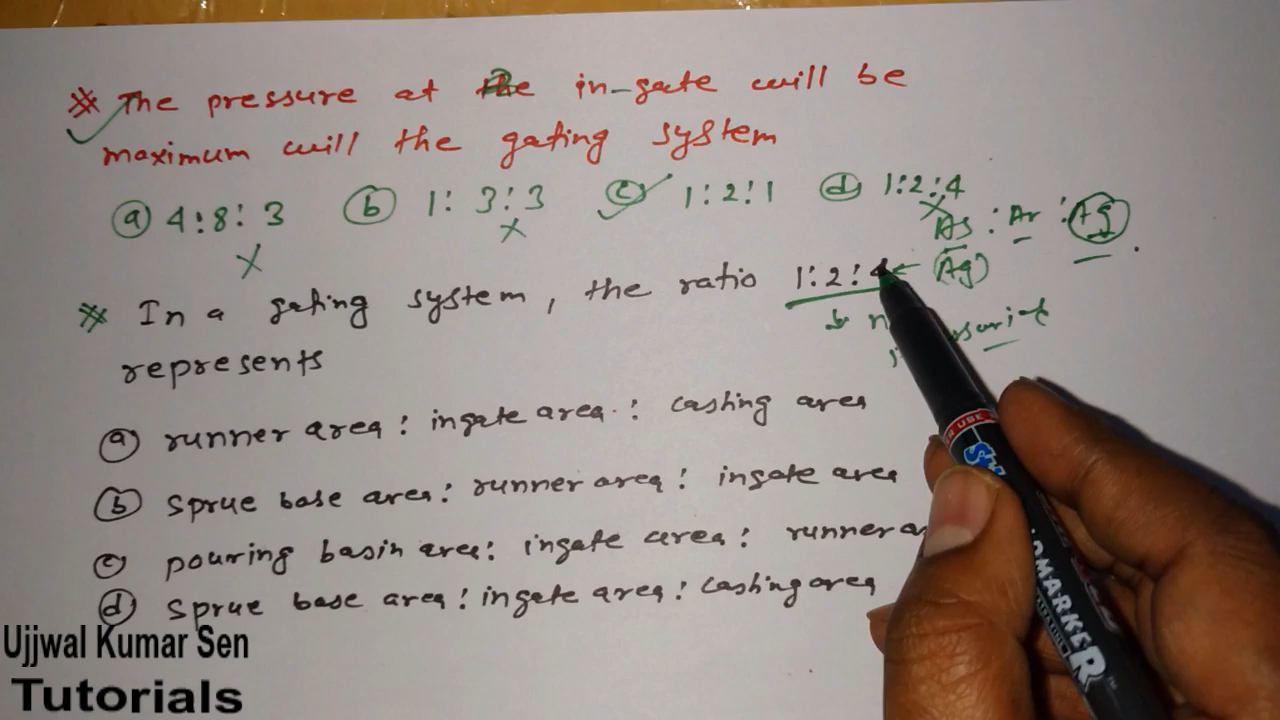 * The pressure at the in-gate will be
maximum will the gating system
(a) 4:8:3 (b) 1:3:3 (c) 1:2:1 (d) 1:2:4
As : Ar : Ag
* In a gating system, the ratio 1:2:4 ← (Ag)
represents
(a) runner area : ingate area : casting area
(b) sprue base area : runner area : ingate area
(c) pouring basin area : ingate area : runner
(d) sprue base area : ingate area : casting area
Ujjwal Kumar Sen
Tutorials
MARKER